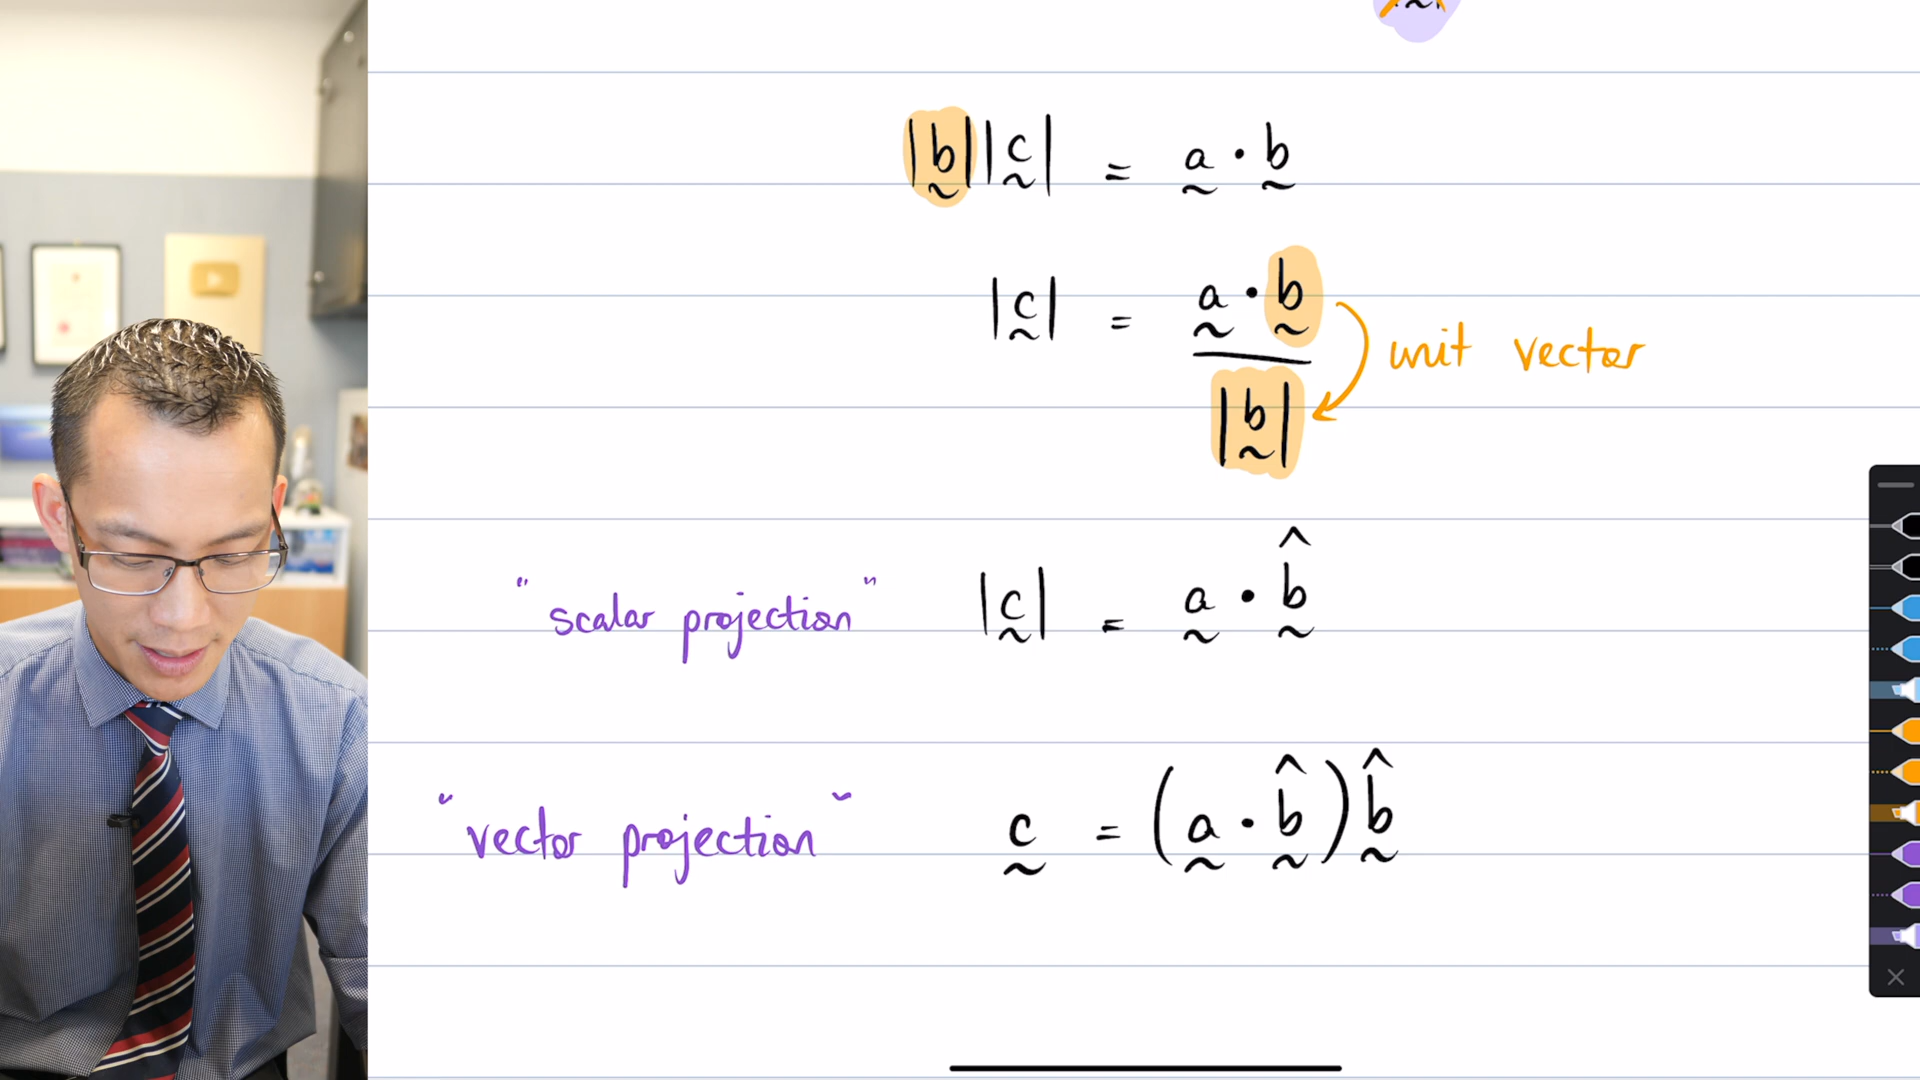 |b̰||c̰| = a̰ · b̰
|c̰| = a̰ · b̰ / |b̰| unit vector
"scalar projection" |c̰| = a̰ · b̰̂
"vector projection" c̰ = (a̰ · b̰̂) b̰̂